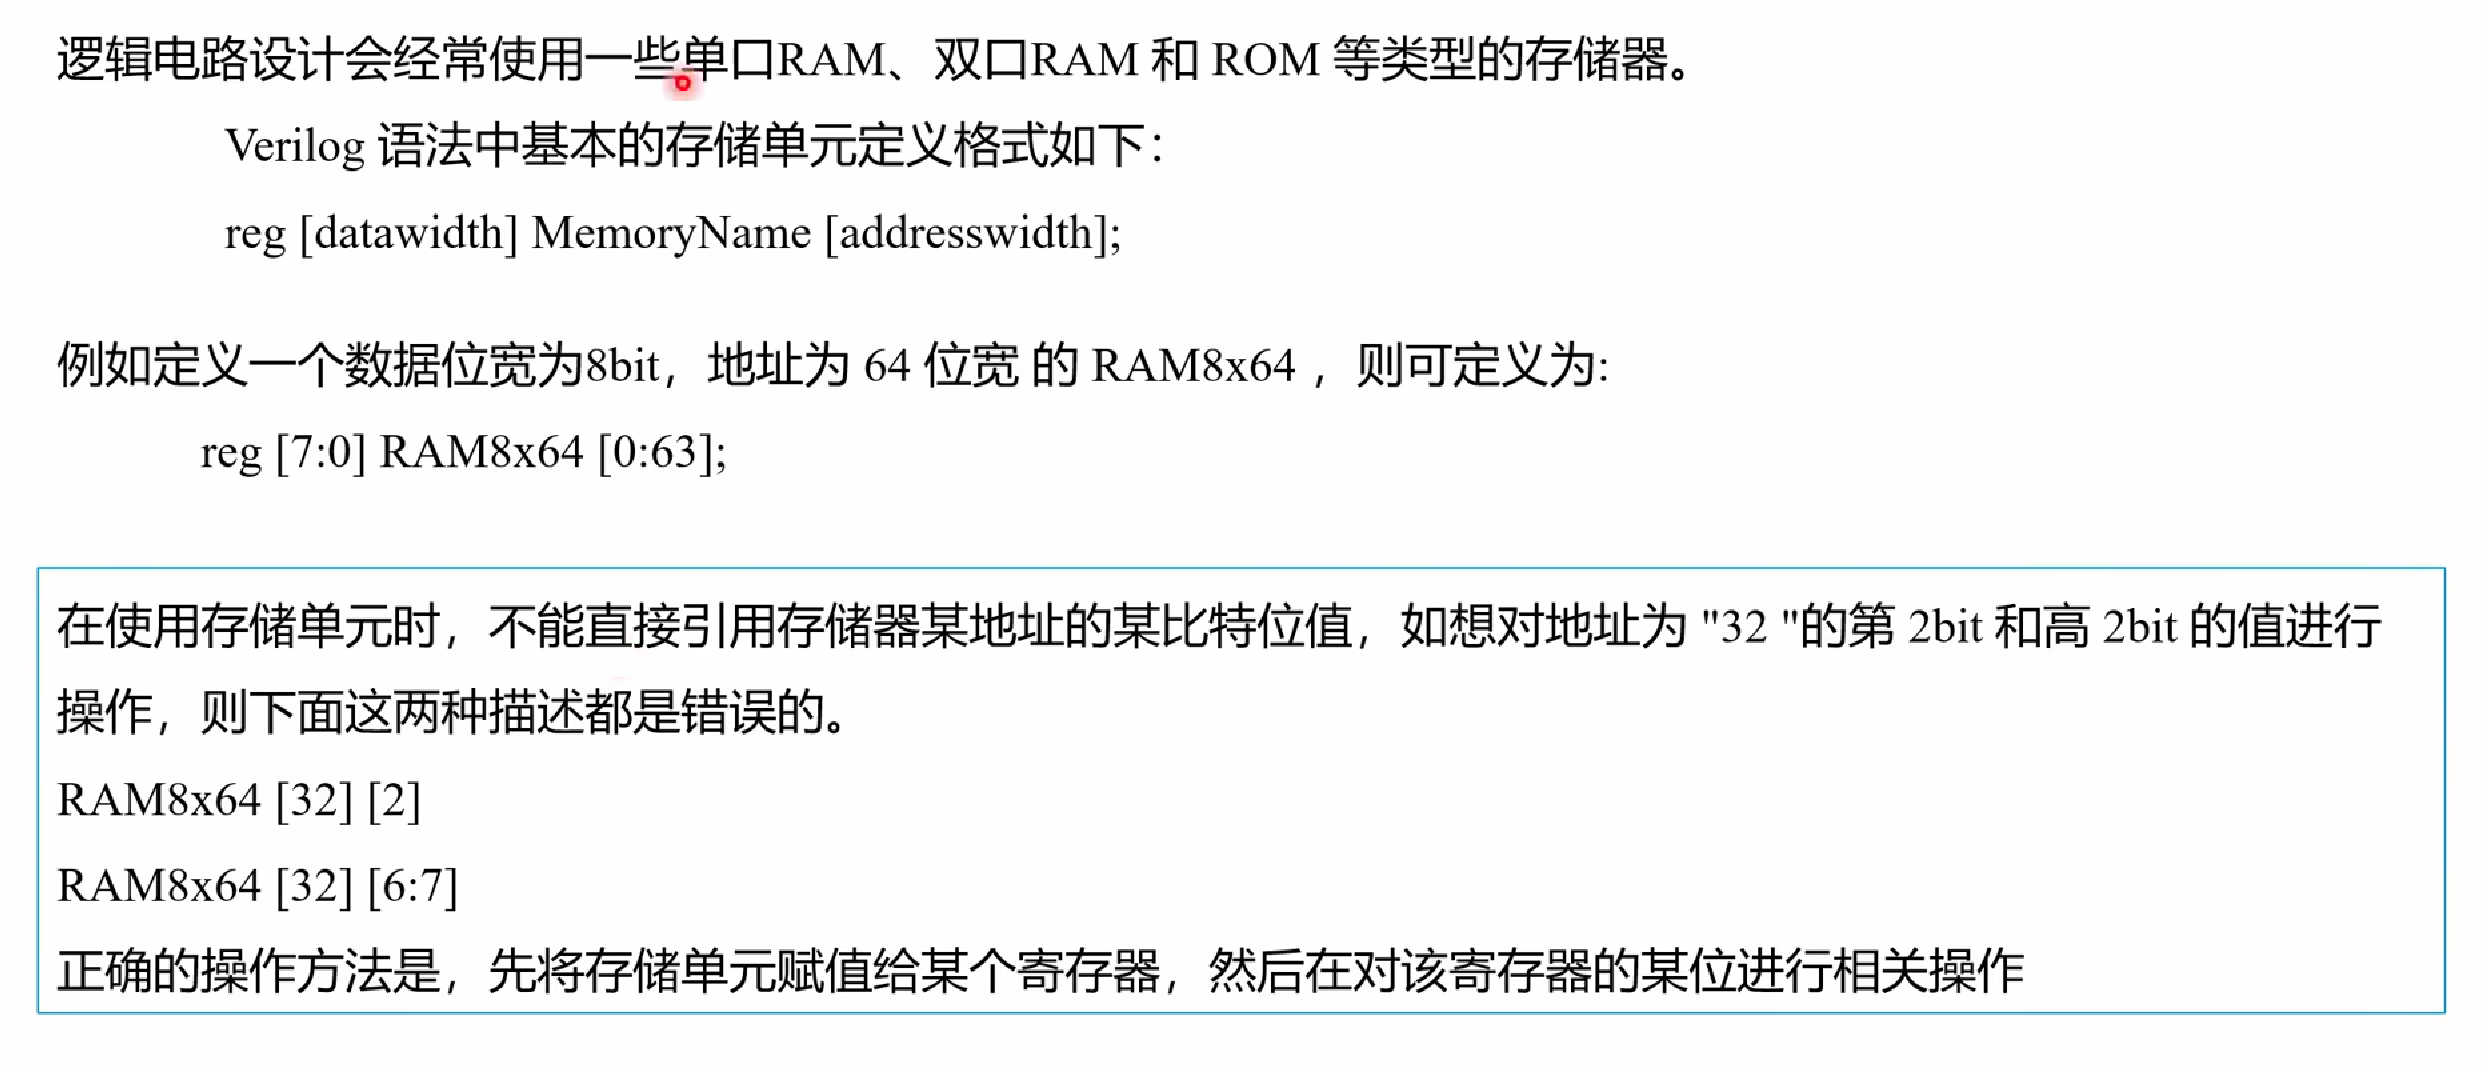 逻辑电路设计会经常使用一些单口RAM、双口RAM 和 ROM 等类型的存储器。
Verilog 语法中基本的存储单元定义格式如下：
reg [datawidth] MemoryName [addresswidth];
例如定义一个数据位宽为8bit，地址为 64 位宽 的 RAM8x64 ，则可定义为:
reg [7:0] RAM8x64 [0:63];
在使用存储单元时，不能直接引用存储器某地址的某比特位值，如想对地址为 "32 "的第 2bit 和高 2bit 的值进行
操作，则下面这两种描述都是错误的。
RAM8x64 [32] [2]
RAM8x64 [32] [6:7]
正确的操作方法是，先将存储单元赋值给某个寄存器，然后在对该寄存器的某位进行相关操作